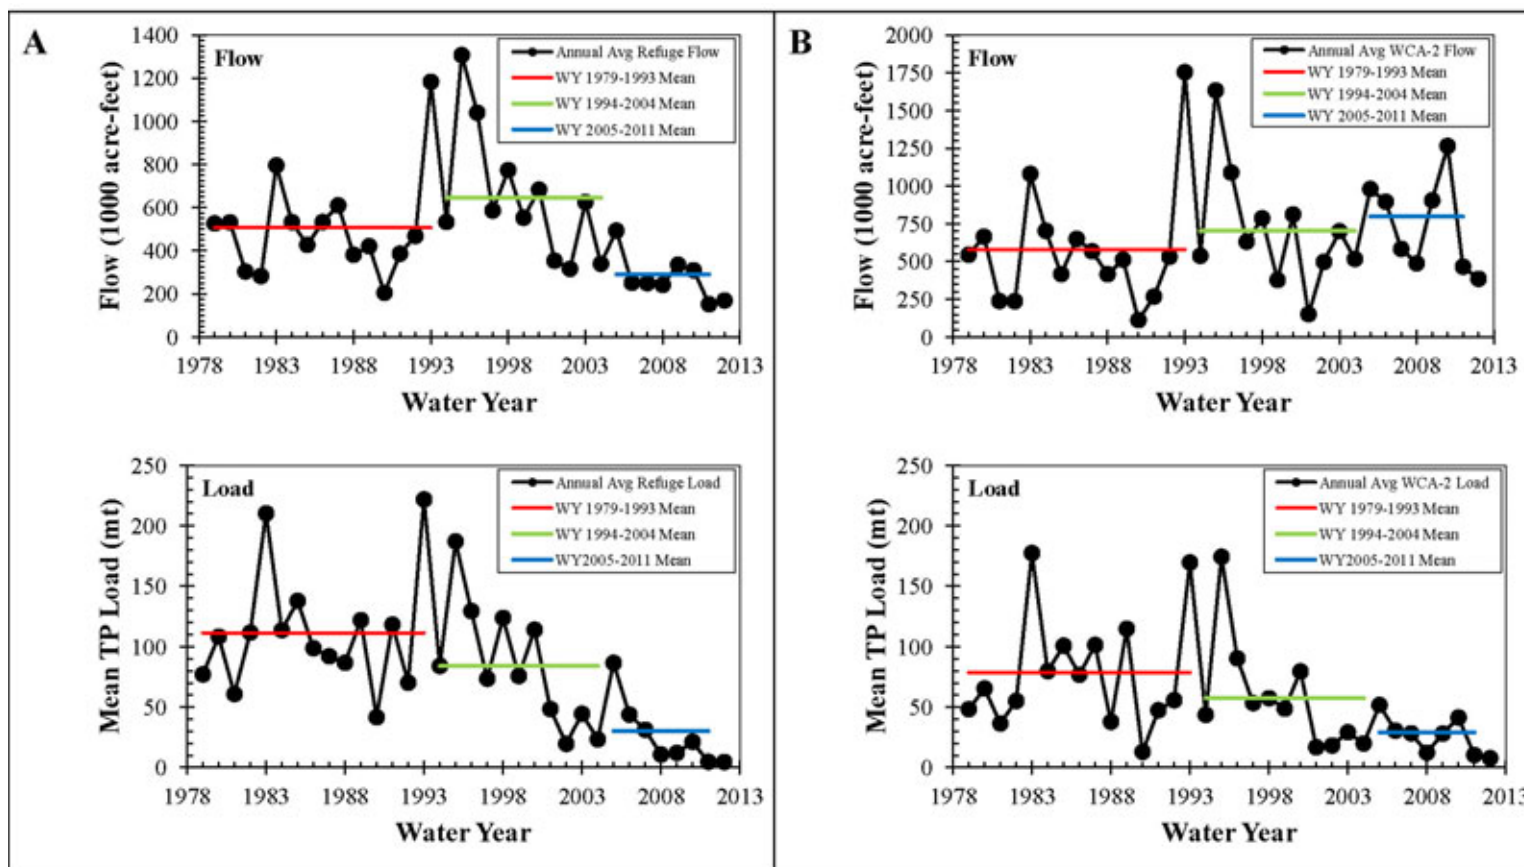 A
Flow
Annual Avg Refuge Flow
WY 1979-1993 Mean
WY 1994-2004 Mean
WY 2005-2011 Mean
Flow (1000 acre-feet)
1400
1200
1000
800
600
400
200
0
1978 1983 1988 1993 1998 2003 2008 2013
Water Year
Load
Annual Avg Refuge Load
WY 1979-1993 Mean
WY 1994-2004 Mean
WY2005-2011 Mean
Mean TP Load (mt)
250
200
150
100
50
0
1978 1983 1988 1993 1998 2003 2008 2013
Water Year
B
Flow
Annual Avg WCA-2 Flow
WY 1979-1993 Mean
WY 1994-2004 Mean
WY 2005-2011 Mean
Flow (1000 acre-feet)
2000
1750
1500
1250
1000
750
500
250
0
1978 1983 1988 1993 1998 2003 2008 2013
Water Year
Load
Annual Avg WCA-2 Load
WY 1979-1993 Mean
WY 1994-2004 Mean
WY2005-2011 Mean
Mean TP Load (mt)
250
200
150
100
50
0
1978 1983 1988 1993 1998 2003 2008 2013
Water Year